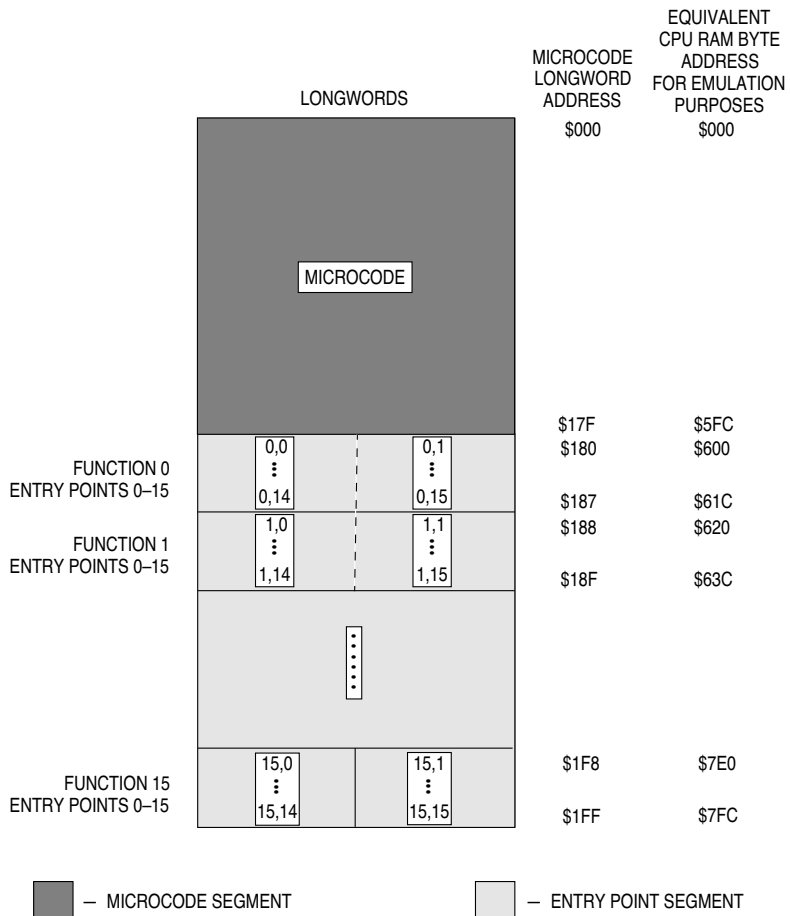 EQUIVALENT
CPU RAM BYTE
ADDRESS
FOR EMULATION
PURPOSES
MICROCODE
LONGWORD
ADDRESS
LONGWORDS
$000 $000
MICROCODE
$17F $5FC
FUNCTION 0
ENTRY POINTS 0–15
0,0 0,1
0,14 0,15
$180 $600
$187 $61C
FUNCTION 1
ENTRY POINTS 0–15
1,0 1,1
1,14 1,15
$188 $620
$18F $63C
FUNCTION 15
ENTRY POINTS 0–15
15,0 15,1
15,14 15,15
$1F8 $7E0
$1FF $7FC
– MICROCODE SEGMENT
– ENTRY POINT SEGMENT